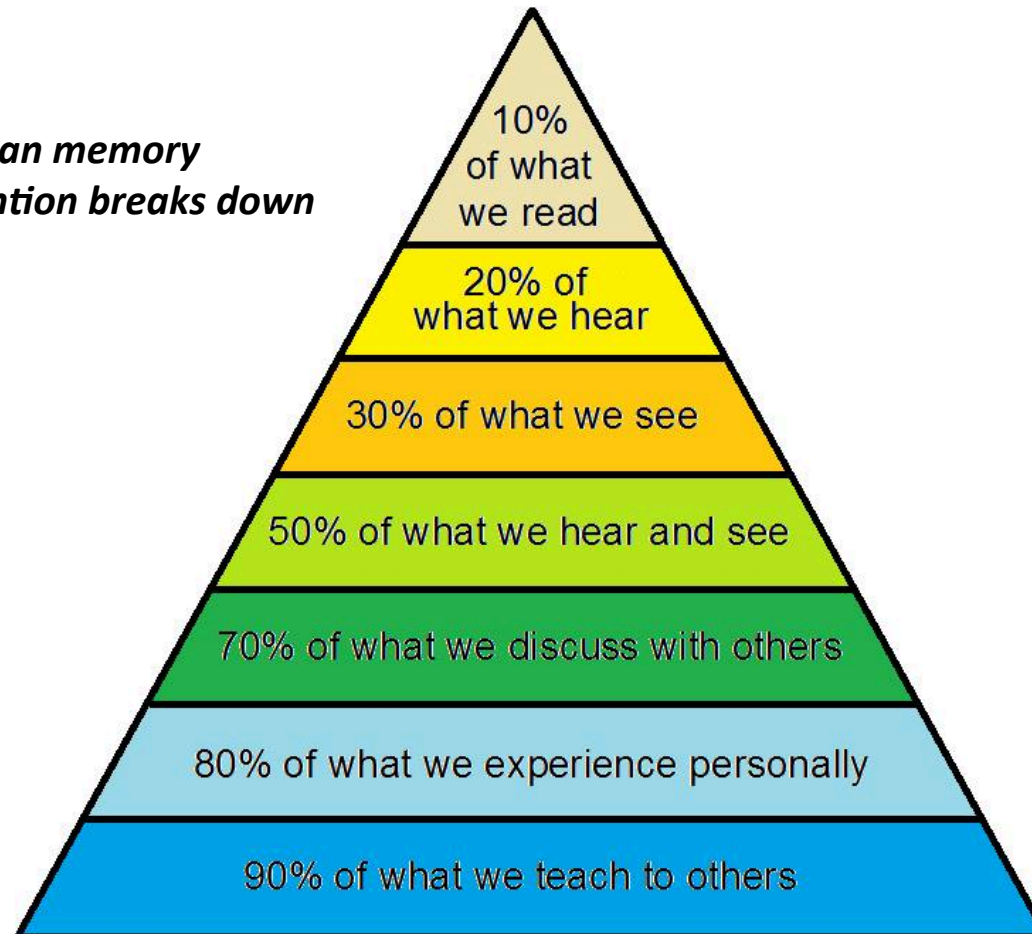 an memory
ntion breaks down
10%
of what
we read
20% of
what we hear
30% of what we see
50% of what we hear and see
70% of what we discuss with others
80% of what we experience personally
90% of what we teach to others